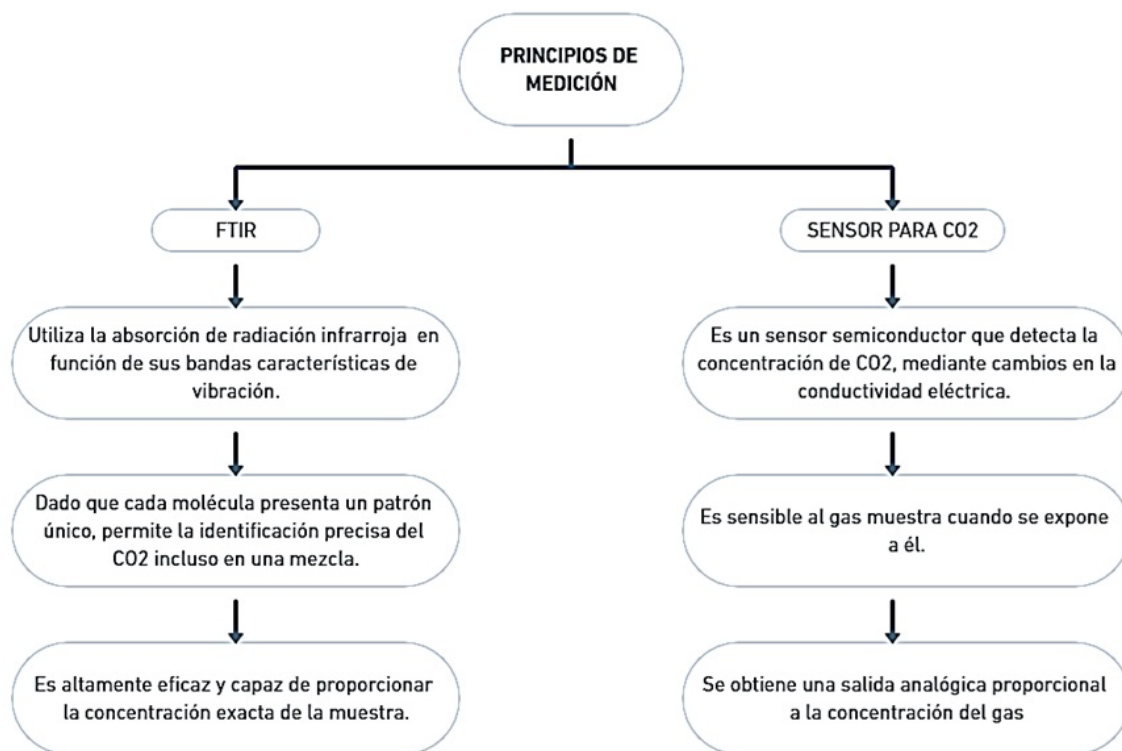 PRINCIPIOS DE
MEDICIÓN
FTIR
Utiliza la absorción de radiación infrarroja en
función de sus bandas características de
vibración.
Dado que cada molécula presenta un patrón
único, permite la identificación precisa del
CO2 incluso en una mezcla.
Es altamente eficaz y capaz de proporcionar
la concentración exacta de la muestra.
SENSOR PARA CO2
Es un sensor semiconductor que detecta la
concentración de CO2, mediante cambios en la
conductividad eléctrica.
Es sensible al gas muestra cuando se expone
a él.
Se obtiene una salida analógica proporcional
a la concentración del gas